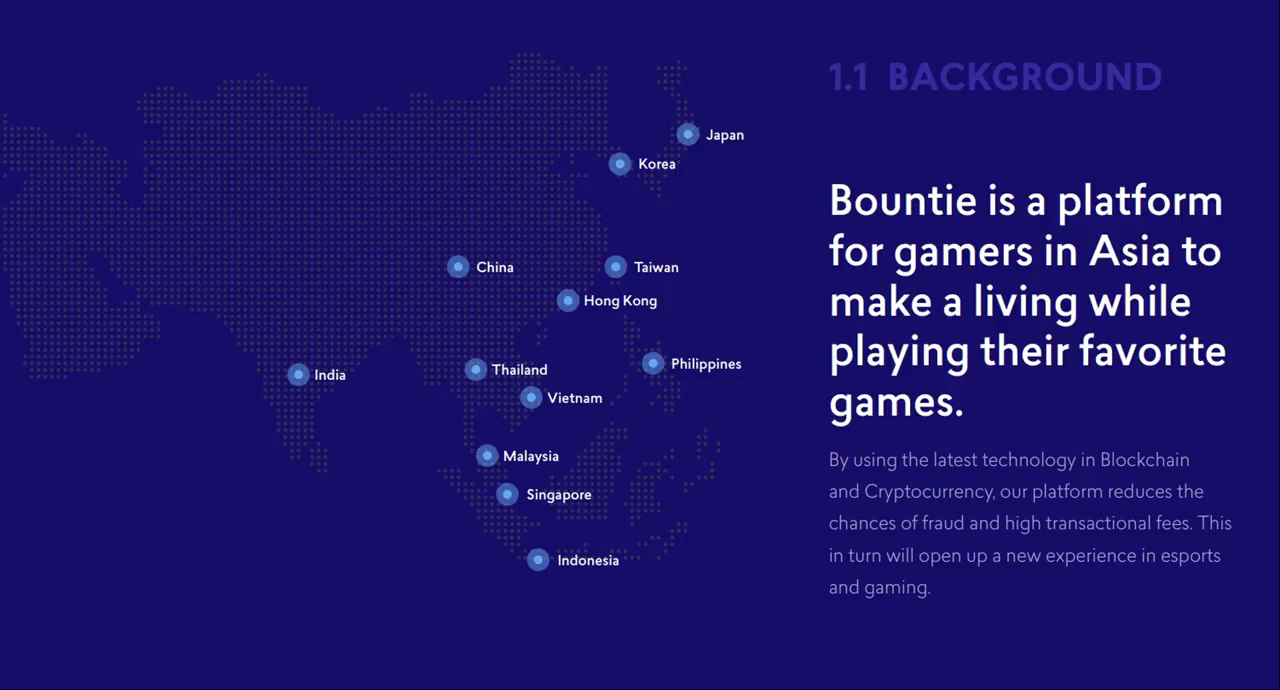 1.1 BACKGROUND
Japan
Korea
China
Taiwan
Hong Kong
India
Thailand
Philippines
Vietnam
Malaysia
Singapore
Indonesia
Bountie is a platform
for gamers in Asia to
make a living while
playing their favorite
games.
By using the latest technology in Blockchain
and Cryptocurrency, our platform reduces the
chances of fraud and high transactional fees. This
in turn will open up a new experience in esports
and gaming.